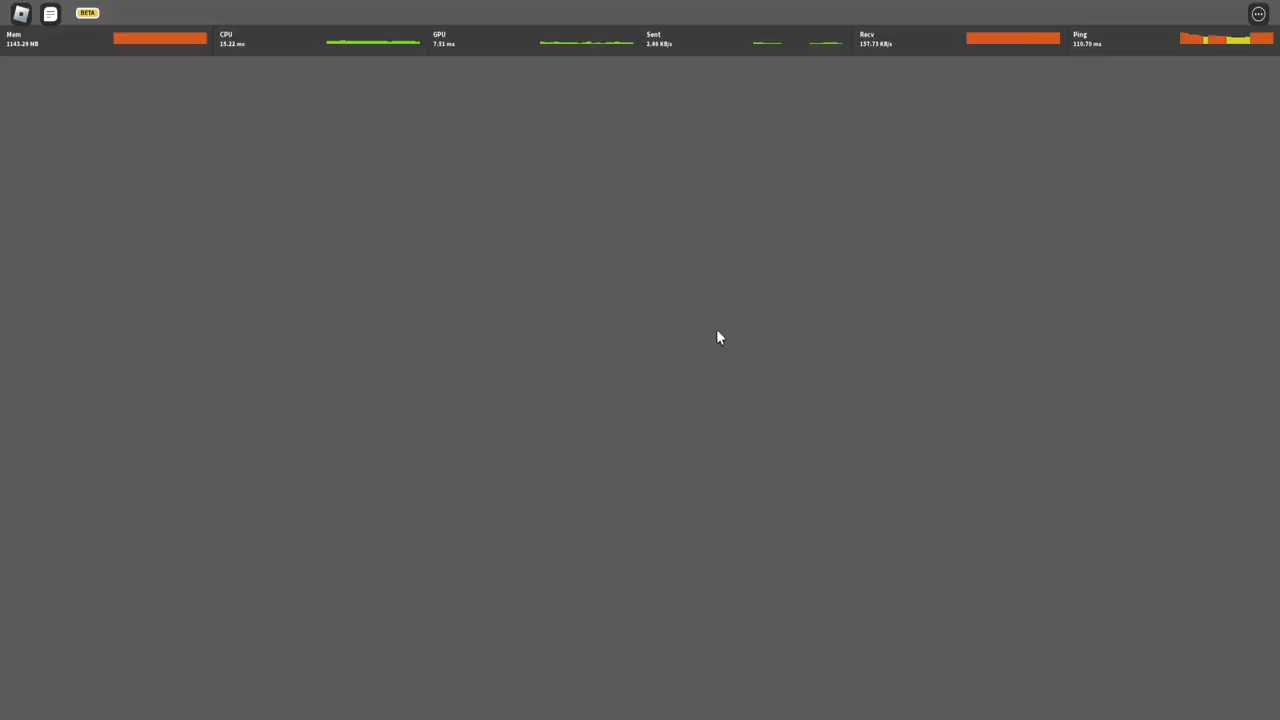 BETA
Mem
1143.29 MB
CPU
15.22 ms
GPU
7.51 ms
Sent
2.86 KB/s
Recv
157.73 KB/s
Ping
110.70 ms